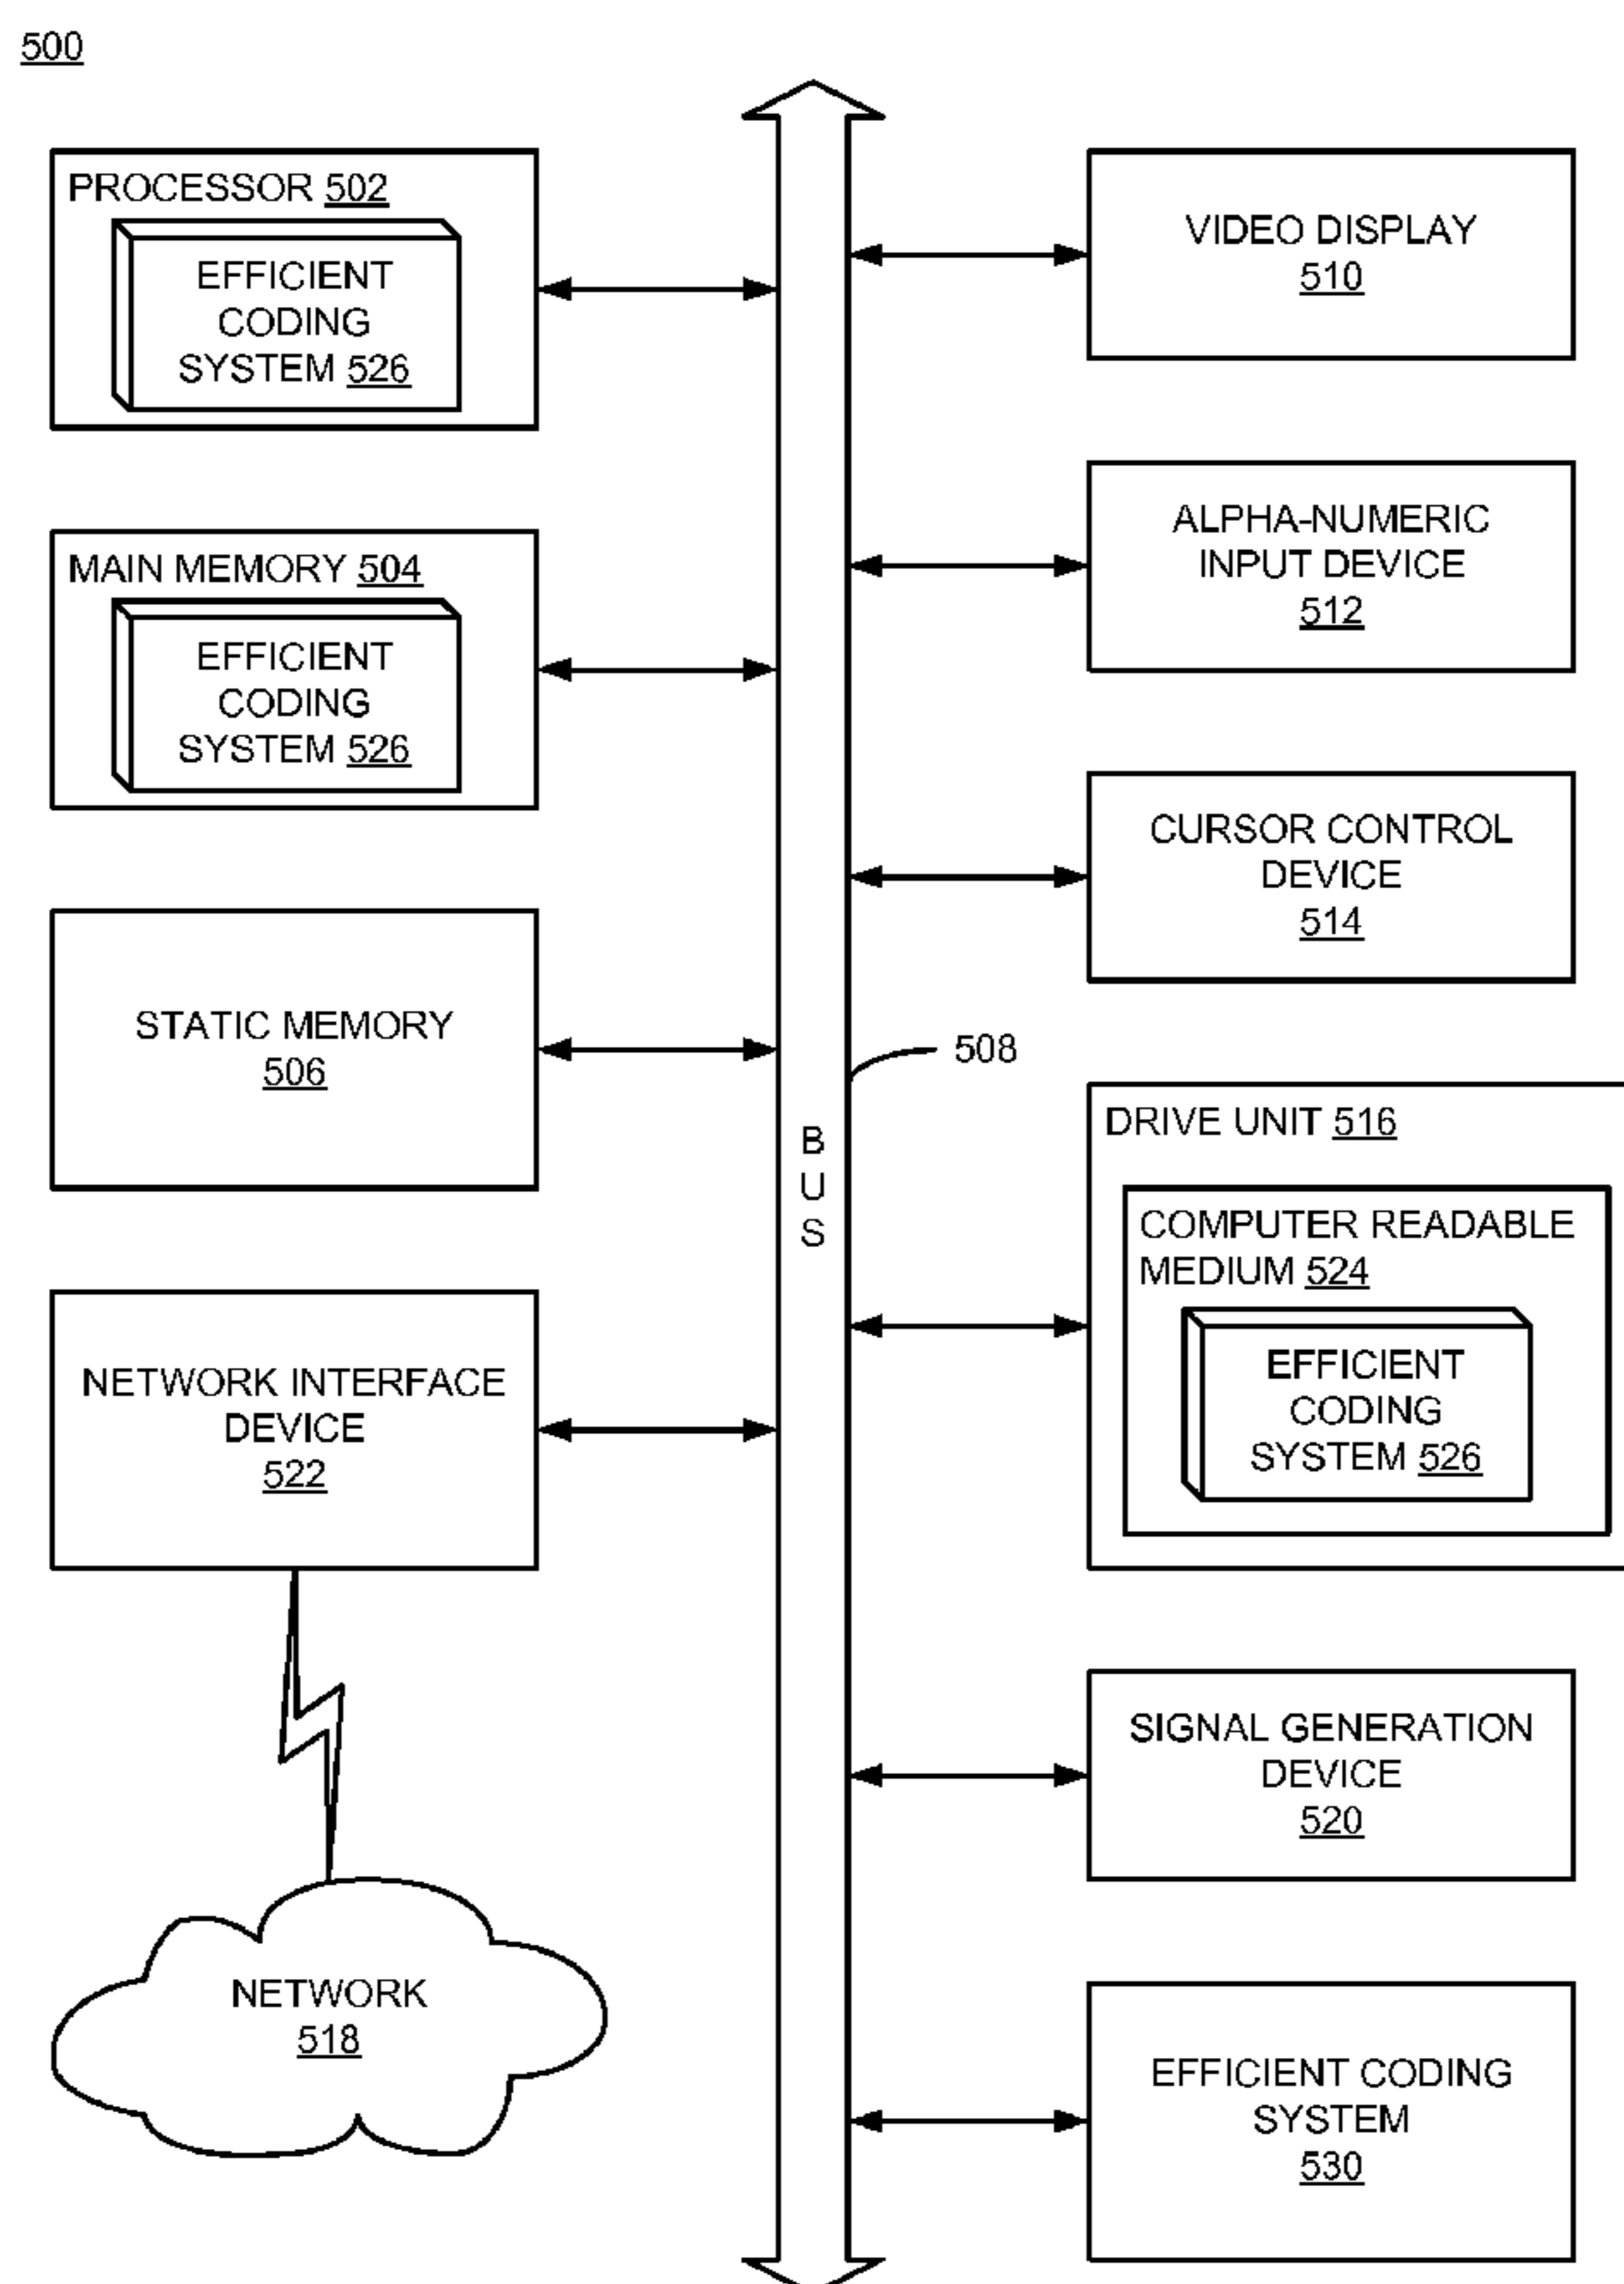 500
PROCESSOR 502
EFFICIENT
CODING
SYSTEM 526
MAIN MEMORY 504
EFFICIENT
CODING
SYSTEM 526
STATIC MEMORY
506
NETWORK INTERFACE
DEVICE
522
NETWORK
518
B
U
S
508
VIDEO DISPLAY
510
ALPHA-NUMERIC
INPUT DEVICE
512
CURSOR CONTROL
DEVICE
514
DRIVE UNIT 516
COMPUTER READABLE
MEDIUM 524
EFFICIENT
CODING
SYSTEM 526
SIGNAL GENERATION
DEVICE
520
EFFICIENT CODING
SYSTEM
530